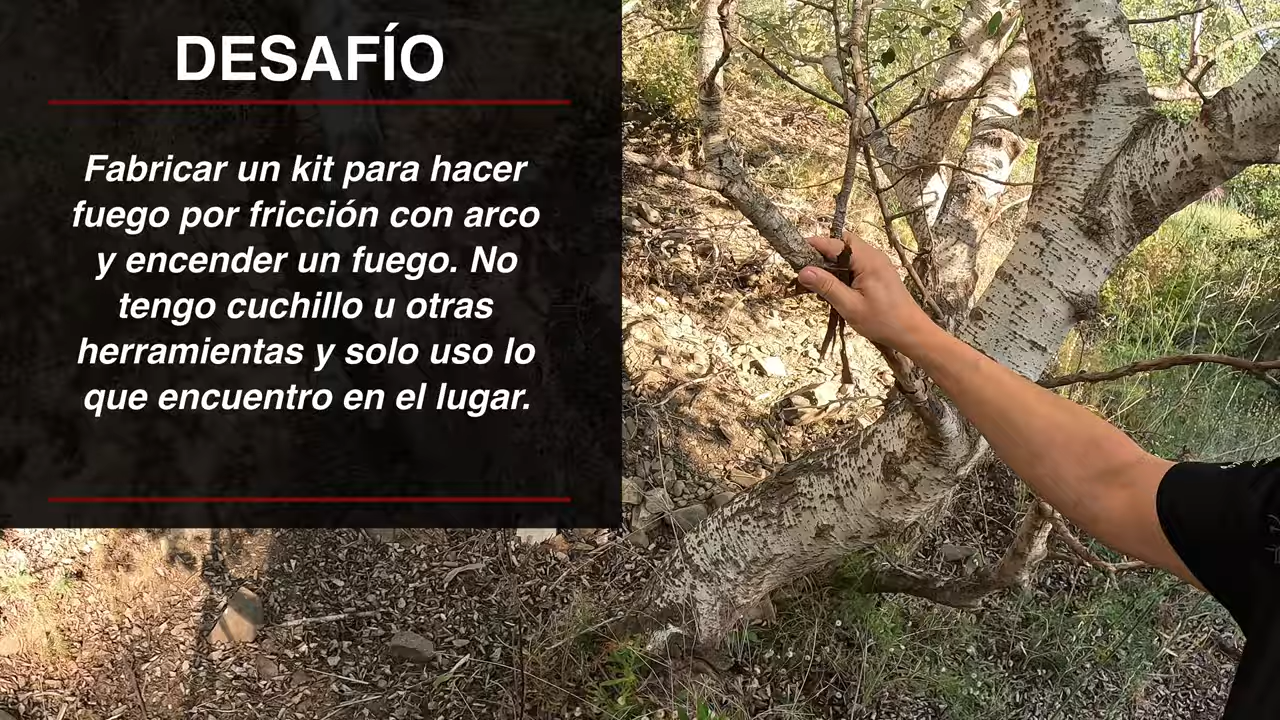 DESAFÍO
Fabricar un kit para hacer
fuego por fricción con arco
y encender un fuego. No
tengo cuchillo u otras
herramientas y solo uso lo
que encuentro en el lugar.